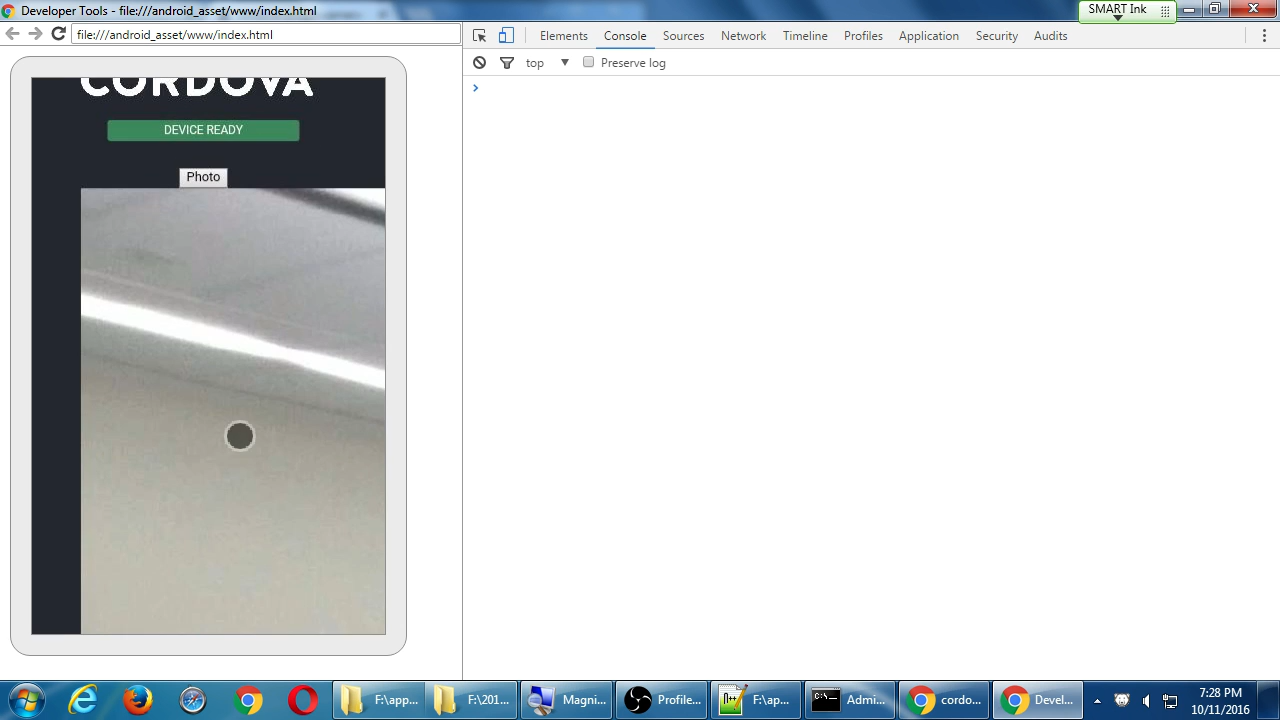 Developer Tools - file:///android_asset/www/index.html
SMART Ink
file:///android_asset/www/index.html
Elements Console Sources Network Timeline Profiles Application Security Audits
top Preserve log
CORDOVA
DEVICE READY
Photo
F:\app... F:\201... Magni... Profile... F:\ap... Admi... cordo... Devel...
7:28 PM
10/11/2016